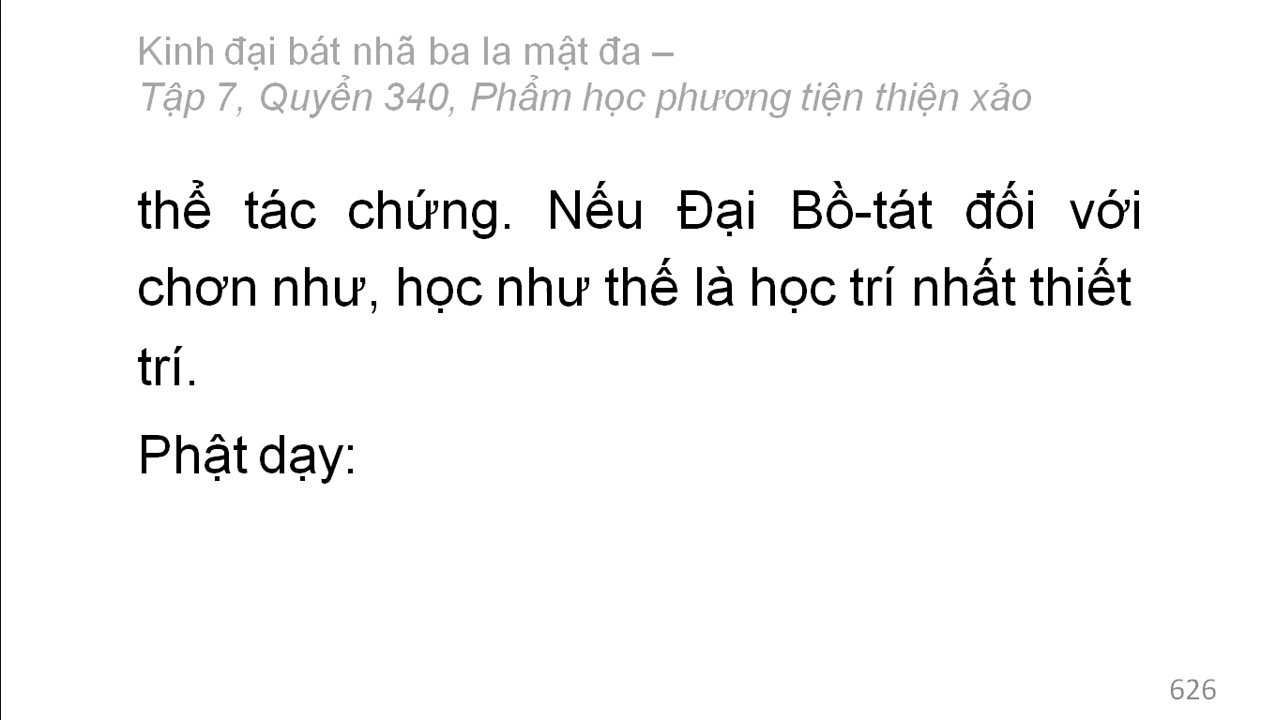 Kinh đại bát nhã ba la mật đa –
Tập 7, Quyển 340, Phẩm học phương tiện thiện xảo
thể tác chứng. Nếu Đại Bồ-tát đối với
chơn như, học như thế là học trí nhất thiết
trí.
Phật dạy:
626